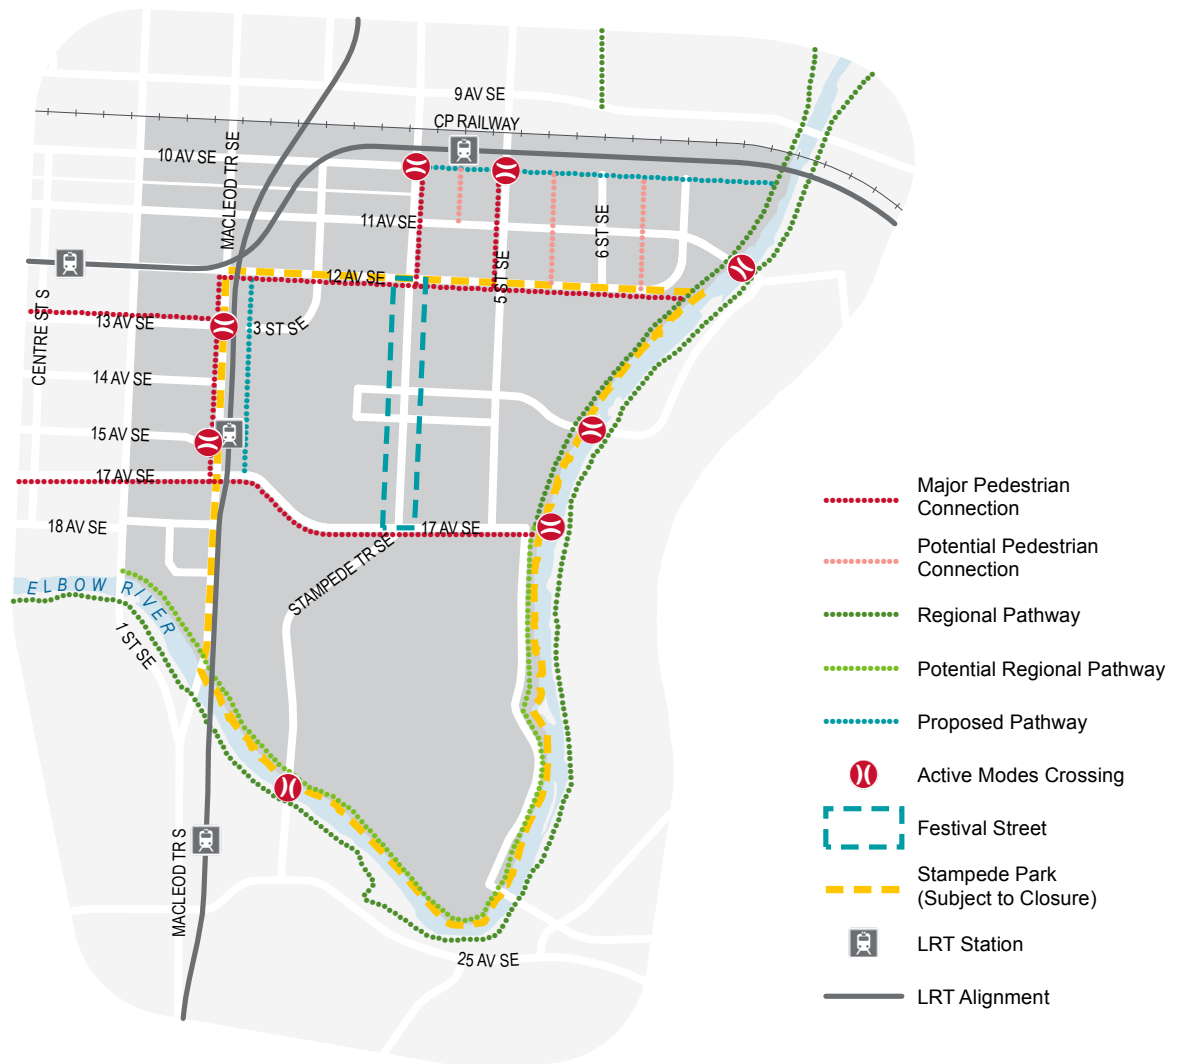 9 AV SE
CP RAILWAY
10 AV SE
MACLEOD TR SE
11 AV SE
6 ST SE
5 ST SE
12 AV SE
CENTRE ST S
13 AV SE
3 ST SE
14 AV SE
15 AV SE
17 AV SE
18 AV SE
17 AV SE
STAMPEDE TR SE
ELBOW RIVER
1 ST SE
MACLEOD TR S
25 AV SE
Major Pedestrian
Connection
Potential Pedestrian
Connection
Regional Pathway
Potential Regional Pathway
Proposed Pathway
Active Modes Crossing
Festival Street
Stampede Park
(Subject to Closure)
LRT Station
LRT Alignment